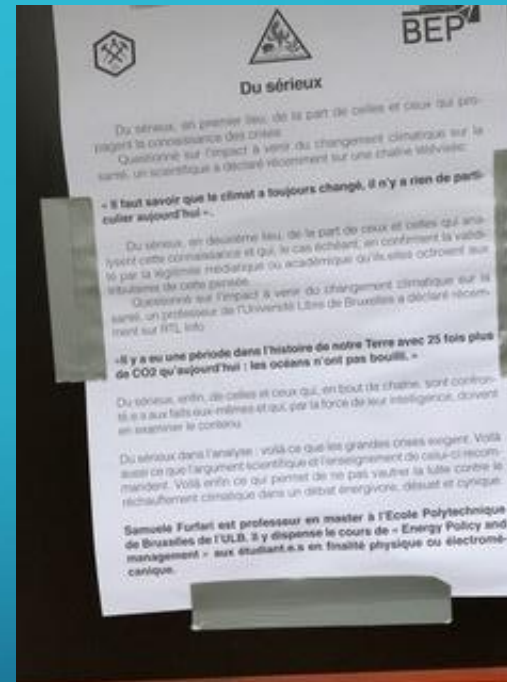 BEP
Du sérieux
Du sérieux, en premier lieu, de la part de celles et ceux qui pro-
pagent la connaissance des crises.
Questionné sur l'impact à venir du changement climatique sur la
santé, un scientifique a déclaré récemment sur une chaîne télévisée:
« Il faut savoir que le climat a toujours changé, il n'y a rien de parti-
culier aujourd'hui ».
Du sérieux, en deuxième lieu, de la part de ceux et celles qui ana-
lysent cette connaissance et qui, le cas échéant, en confirment la validi-
té par la légitimité médiatique ou académique qu'ils.elles octroient aux
tributaires de cette pensée.
Questionné sur l'impact à venir du changement climatique sur la
santé, un professeur de l'Université Libre de Bruxelles a déclaré récem-
ment sur RTL Info
«Il y a eu une période dans l'histoire de notre Terre avec 25 fois plus
de CO2 qu'aujourd'hui : les océans n'ont pas bouilli. »
Du sérieux, enfin, de celles et ceux qui, en bout de chaîne, sont confron-
té.e.s aux faits eux-mêmes et qui, par la force de leur intelligence, doivent
en examiner le contenu.
Du sérieux dans l'analyse : voilà ce que les grandes crises exigent. Voilà
aussi ce que l'argument scientifique et l'enseignement de celui-ci recom-
mandent. Voilà enfin ce qui permet de ne pas vautrer la lutte contre le
réchauffement climatique dans un débat énergivore, désuet et cynique.
Samuele Furfari est professeur en master à l'Ecole Polytechnique
de Bruxelles de l'ULB. Il y dispense le cours de « Energy Policy and
management » aux étudiant.e.s en finalité physique ou électromé-
canique.